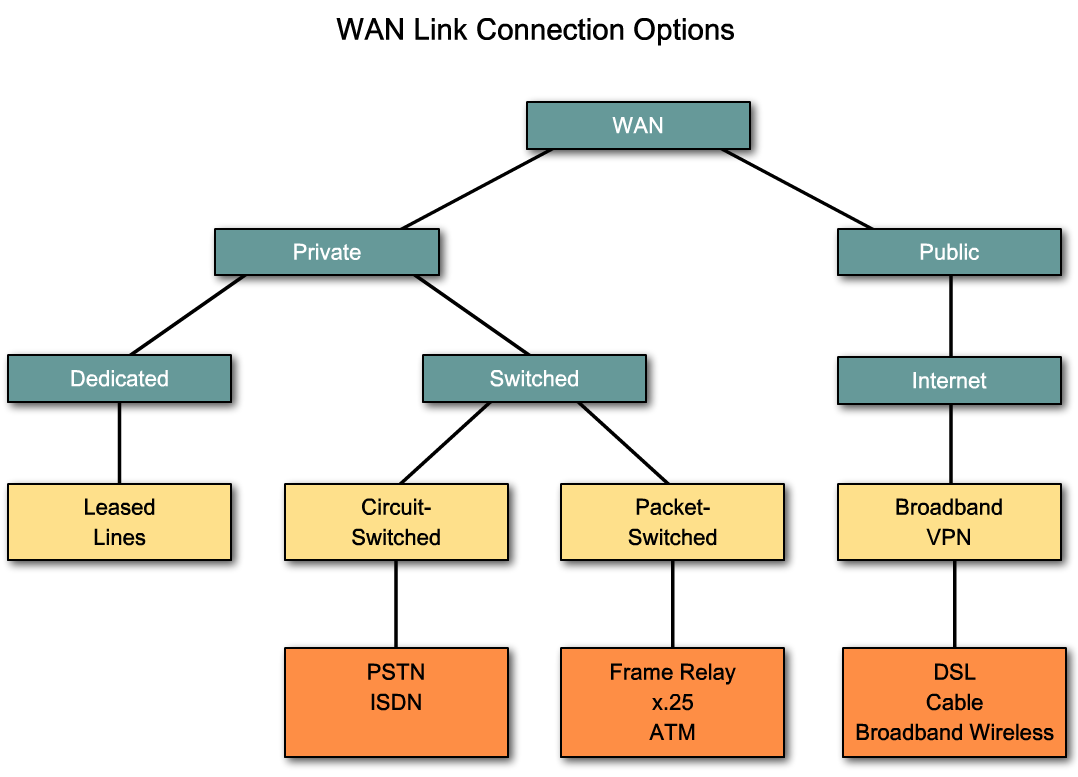 WAN Link Connection Options
WAN
Private
Public
Dedicated
Switched
Internet
Leased
Lines
Circuit-
Switched
Packet-
Switched
Broadband
VPN
PSTN
ISDN
Frame Relay
x.25
ATM
DSL
Cable
Broadband Wireless